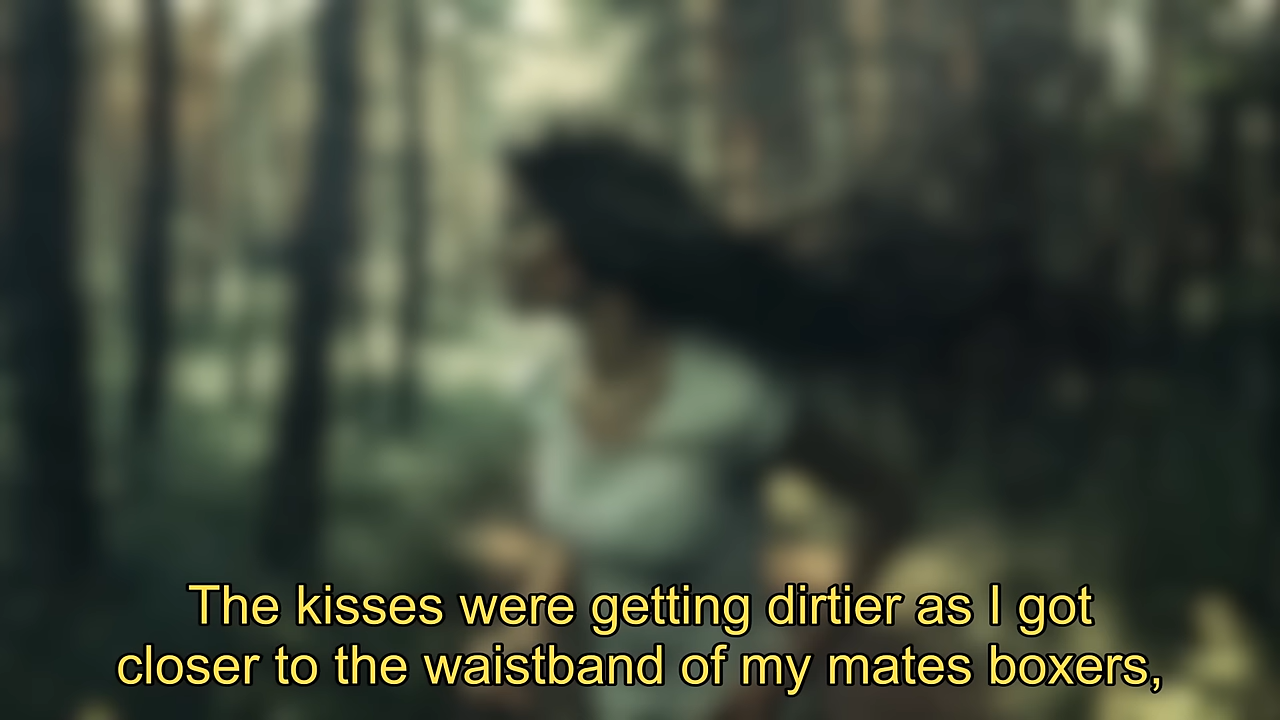 The kisses were getting dirtier as I got
closer to the waistband of my mates boxers,